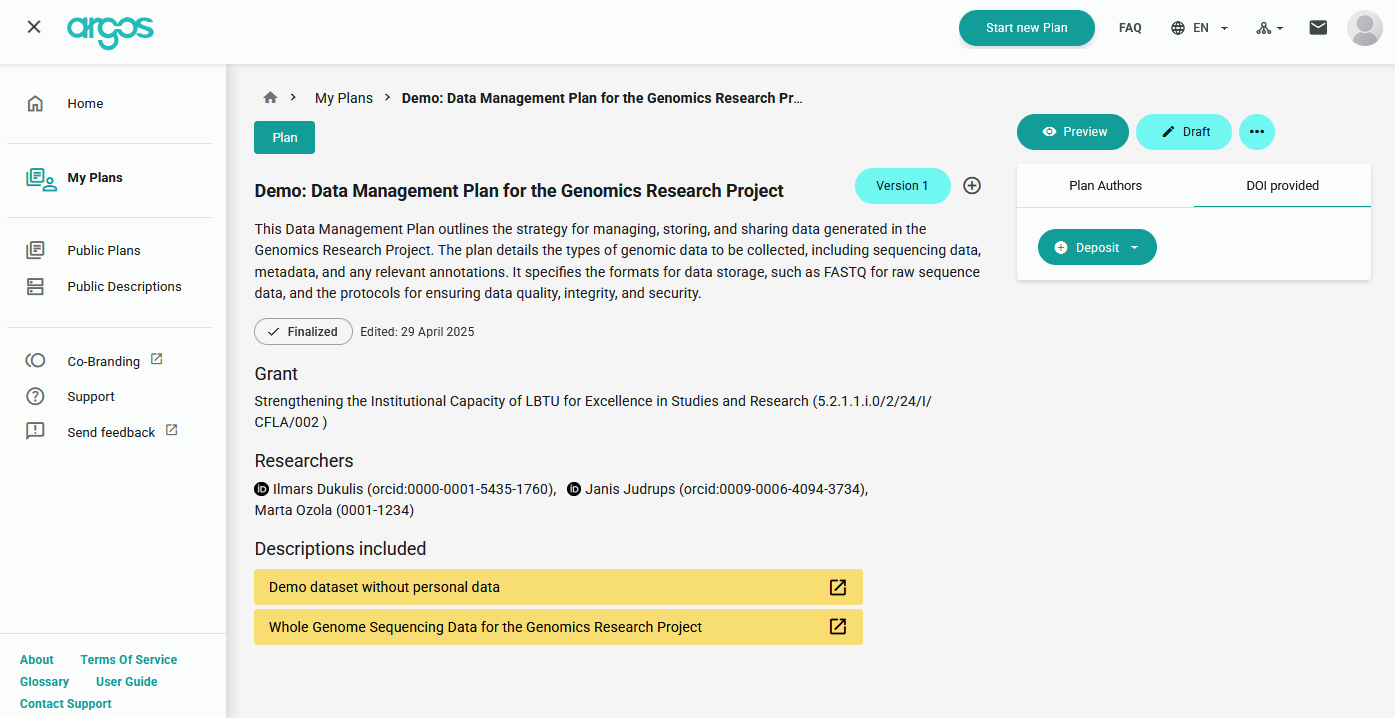 argos
Start new Plan
FAQ
EN
Home
My Plans
Public Plans
Public Descriptions
Co-Branding
Support
Send feedback
About Terms Of Service
Glossary User Guide
Contact Support
My Plans Demo: Data Management Plan for the Genomics Research Pr...
Plan
Demo: Data Management Plan for the Genomics Research Project
Version 1
This Data Management Plan outlines the strategy for managing, storing, and sharing data generated in the
Genomics Research Project. The plan details the types of genomic data to be collected, including sequencing data,
metadata, and any relevant annotations. It specifies the formats for data storage, such as FASTQ for raw sequence
data, and the protocols for ensuring data quality, integrity, and security.
Finalized Edited: 29 April 2025
Grant
Strengthening the Institutional Capacity of LBTU for Excellence in Studies and Research (5.2.1.1.i.0/2/24/I/
CFLA/002 )
Researchers
iD Ilmars Dukulis (orcid:0000-0001-5435-1760), iD Janis Judrups (orcid:0009-0006-4094-3734),
Marta Ozola (0001-1234)
Descriptions included
Demo dataset without personal data
Whole Genome Sequencing Data for the Genomics Research Project
Preview Draft
Plan Authors DOI provided
Deposit